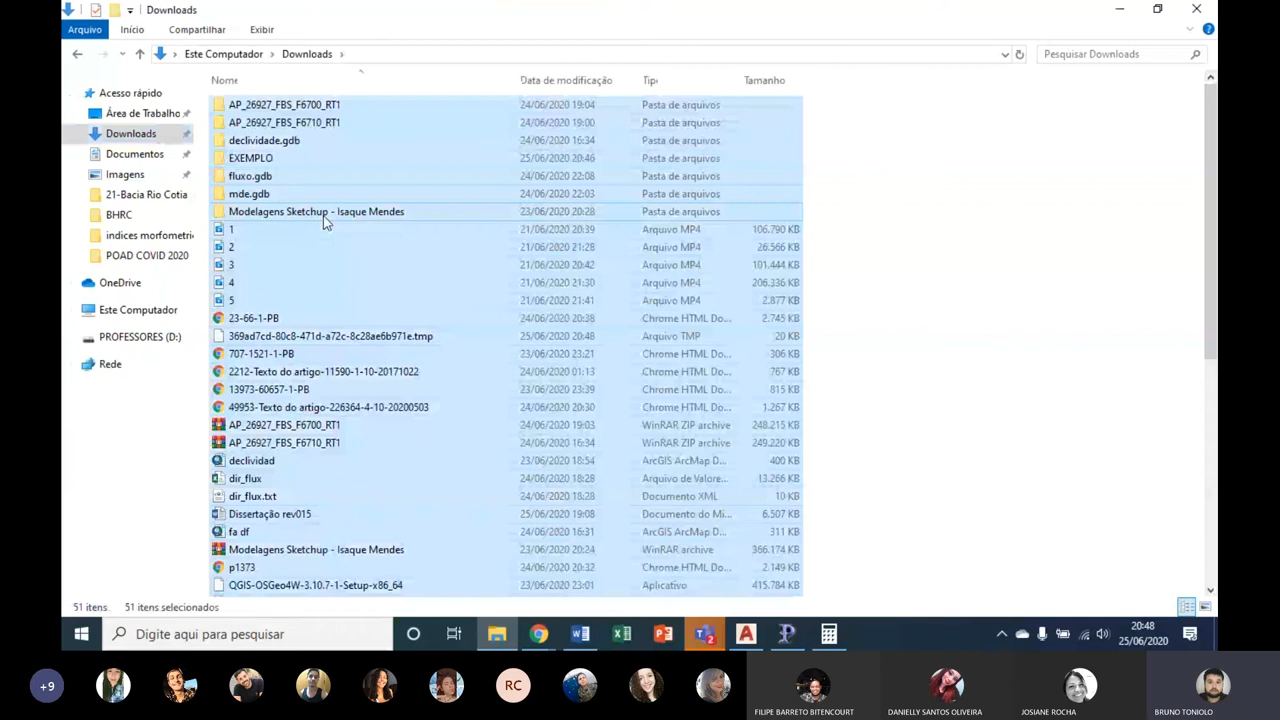 Downloads
Arquivo Início Compartilhar Exibir
Este Computador Downloads Pesquisar Downloads
Nome Data de modificação Tipo Tamanho
Acesso rápido
Área de Trabalho
Downloads
Documentos
Imagens
21-Bacia Rio Cotia
BHRC
indices morfometri
POAD COVID 2020
OneDrive
Este Computador
PROFESSORES (D:)
Rede
AP_26927_FBS_F6700_RT1 24/06/2020 19:04 Pasta de arquivos
AP_26927_FBS_F6710_RT1 24/06/2020 19:00 Pasta de arquivos
declividade.gdb 24/06/2020 16:34 Pasta de arquivos
EXEMPLO 25/06/2020 20:46 Pasta de arquivos
fluxo.gdb 24/06/2020 22:08 Pasta de arquivos
mde.gdb 24/06/2020 22:03 Pasta de arquivos
Modelagens Sketchup - Isaque Mendes 23/06/2020 20:28 Pasta de arquivos
1 21/06/2020 20:39 Arquivo MP4 106.790 KB
2 21/06/2020 21:28 Arquivo MP4 26.566 KB
3 21/06/2020 20:42 Arquivo MP4 101.444 KB
4 21/06/2020 21:30 Arquivo MP4 206.336 KB
5 21/06/2020 21:41 Arquivo MP4 2.877 KB
23-66-1-PB 24/06/2020 20:38 Chrome HTML Do... 2.745 KB
369ad7cd-80c8-471d-a72c-8c28ae6b971e.tmp 25/06/2020 20:48 Arquivo TMP 20 KB
707-1521-1-PB 23/06/2020 23:21 Chrome HTML Do... 306 KB
2212-Texto do artigo-11590-1-10-20171022 24/06/2020 01:13 Chrome HTML Do... 767 KB
13973-60657-1-PB 23/06/2020 23:39 Chrome HTML Do... 815 KB
49953-Texto do artigo-226364-4-10-20200503 24/06/2020 20:30 Chrome HTML Do... 1.267 KB
AP_26927_FBS_F6700_RT1 24/06/2020 19:03 WinRAR ZIP archive 248.215 KB
AP_26927_FBS_F6710_RT1 24/06/2020 16:34 WinRAR ZIP archive 249.220 KB
declividad 23/06/2020 18:54 ArcGIS ArcMap D... 400 KB
dir_flux 24/06/2020 18:28 Arquivo de Valore... 13.266 KB
dir_flux.txt 24/06/2020 18:28 Documento XML 10 KB
Dissertação rev015 25/06/2020 19:08 Documento do Mi... 6.507 KB
fa df 24/06/2020 16:31 ArcGIS ArcMap D... 311 KB
Modelagens Sketchup - Isaque Mendes 23/06/2020 20:24 WinRAR archive 366.174 KB
p1373 24/06/2020 20:32 Chrome HTML Do... 2.149 KB
QGIS-OSGeo4W-3.10.7-1-Setup-x86_64 23/06/2020 23:01 Aplicativo 415.784 KB
51 itens 51 itens selecionados
Digite aqui para pesquisar
20:48
25/06/2020
+9
RC
FILIPE BARRETO BITENCOURT DANIELLY SANTOS OLIVEIRA JOSIANE ROCHA BRUNO TONIOLO